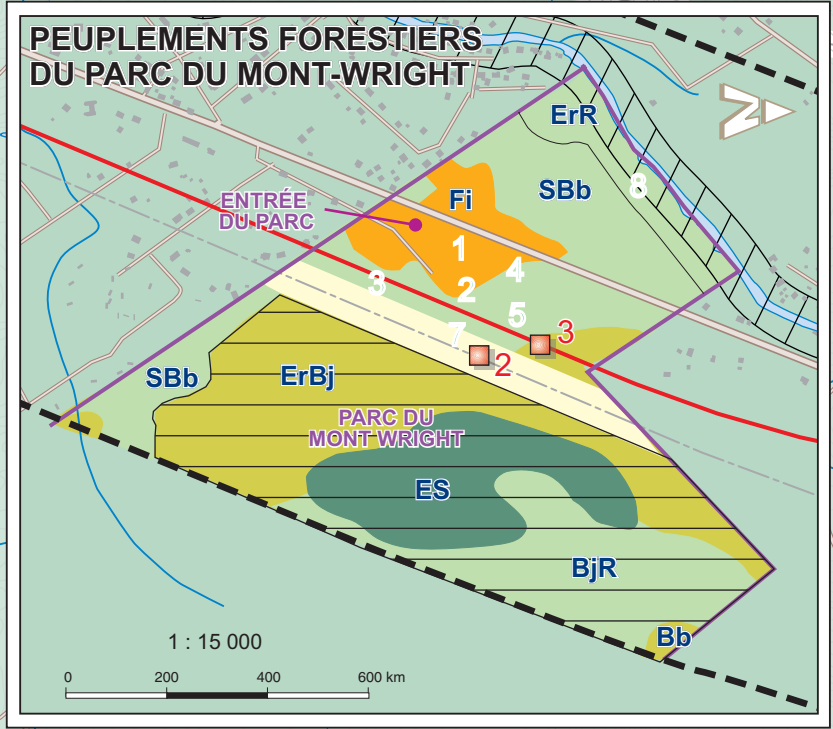 PEUPLEMENTS FORESTIERS
DU PARC DU MONT-WRIGHT
N
ErR
SBb
8
ENTRÉE
DU PARC
Fi
1
4
3
2
5
7
3
2
SBb
ErBj
PARC DU
MONT WRIGHT
ES
BjR
Bb
1 : 15 000
0 200 400 600 km